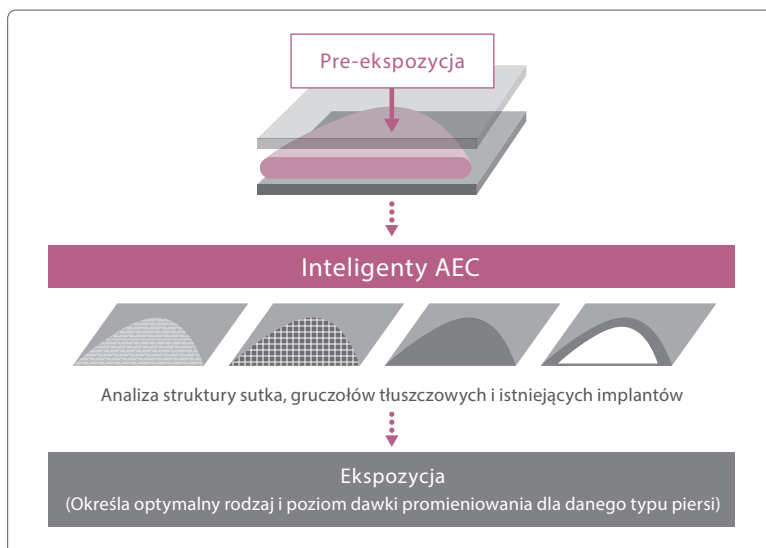 Pre-ekspozycja
Inteligenty AEC
Analiza struktury sutka, gruczołów tłuszczowych i istniejących implantów
Ekspozycja
(Określa optymalny rodzaj i poziom dawki promieniowania dla danego typu piersi)